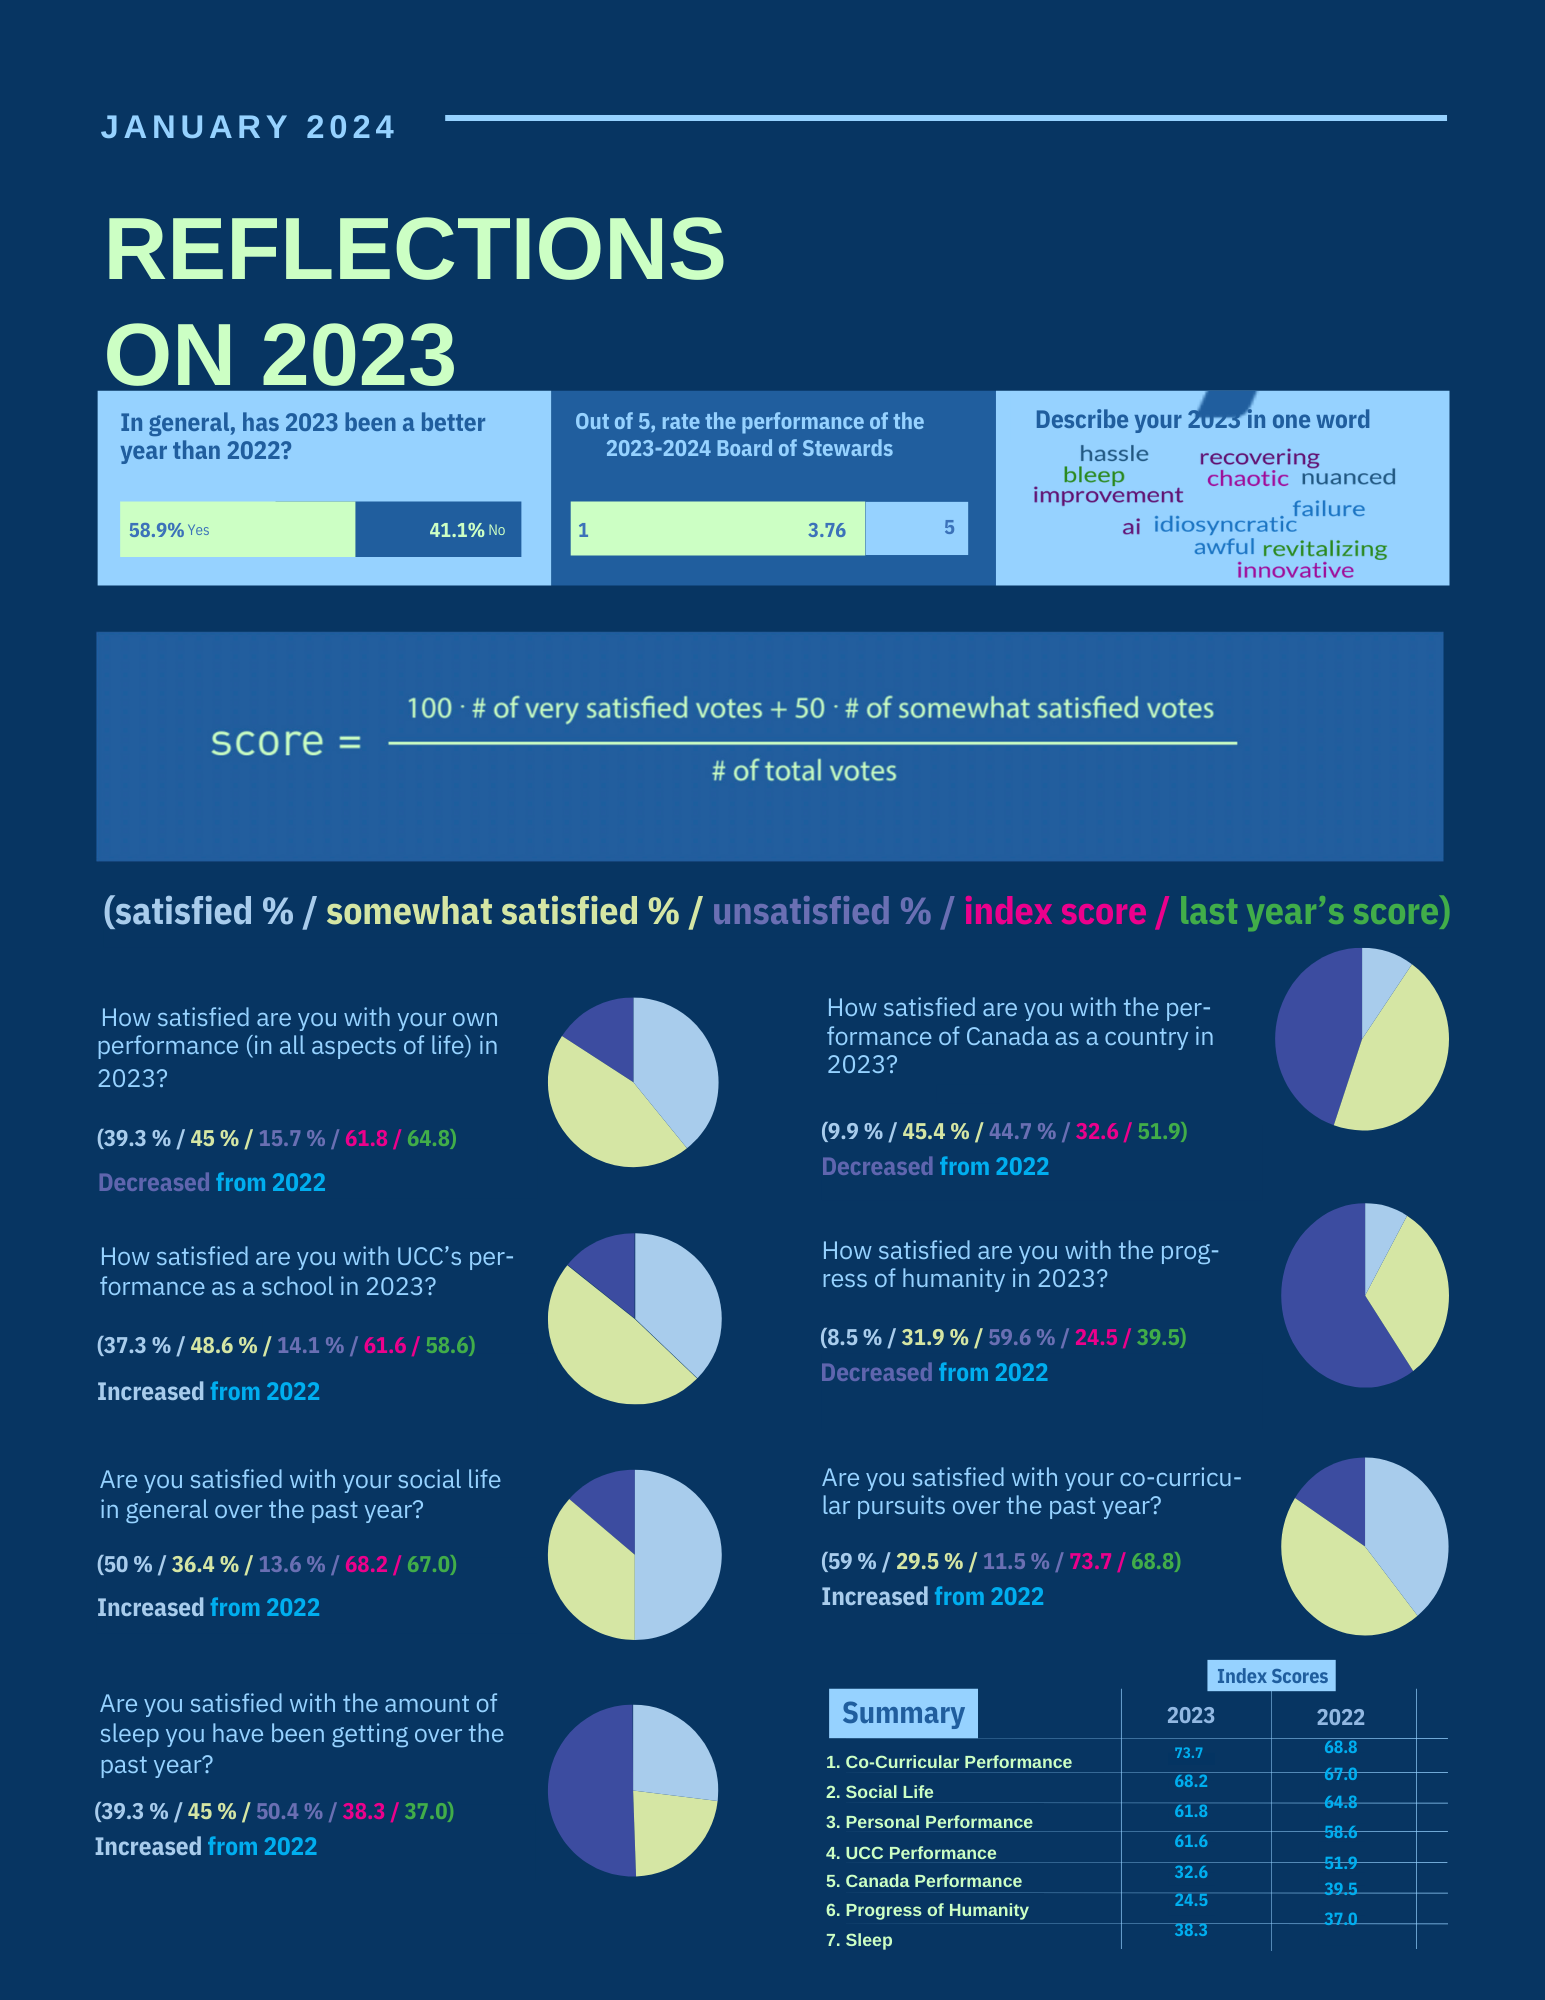 JANUARY 2024
REFLECTIONS
ON 2023
In general, has 2023 been a better
year than 2022?
58.9% Yes
41.1% No
Out of 5, rate the performance of the
2023-2024 Board of Stewards
1
3.76
5
Describe your 2023 in one word
hassle
recovering
bleep
chaotic
nuanced
improvement
failure
ai
idiosyncratic
awful
revitalizing
innovative
score =
100 · # of very satisfied votes + 50 · # of somewhat satisfied votes
# of total votes
(satisfied % / somewhat satisfied % / unsatisfied % / index score / last year’s score)
How satisfied are you with your own
performance (in all aspects of life) in
2023?
(39.3 % / 45 % / 15.7 % / 61.8 / 64.8)
Decreased from 2022
How satisfied are you with UCC’s per-
formance as a school in 2023?
(37.3 % / 48.6 % / 14.1 % / 61.6 / 58.6)
Increased from 2022
Are you satisfied with your social life
in general over the past year?
(50 % / 36.4 % / 13.6 % / 68.2 / 67.0)
Increased from 2022
Are you satisfied with the amount of
sleep you have been getting over the
past year?
(39.3 % / 45 % / 50.4 % / 38.3 / 37.0)
Increased from 2022
How satisfied are you with the per-
formance of Canada as a country in
2023?
(9.9 % / 45.4 % / 44.7 % / 32.6 / 51.9)
Decreased from 2022
How satisfied are you with the prog-
ress of humanity in 2023?
(8.5 % / 31.9 % / 59.6 % / 24.5 / 39.5)
Decreased from 2022
Are you satisfied with your co-curricu-
lar pursuits over the past year?
(59 % / 29.5 % / 11.5 % / 73.7 / 68.8)
Increased from 2022
Index Scores
Summary 2023 2022
1. Co-Curricular Performance 73.7 68.8
2. Social Life 68.2 67.0
3. Personal Performance 61.8 64.8
4. UCC Performance 61.6 58.6
5. Canada Performance 32.6 51.9
6. Progress of Humanity 24.5 39.5
7. Sleep 38.3 37.0